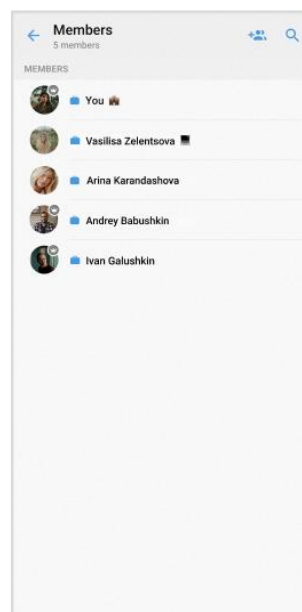 Members
5 members
MEMBERS
You
Vasilisa Zelentsova
Arina Karandashova
Andrey Babushkin
Ivan Galushkin